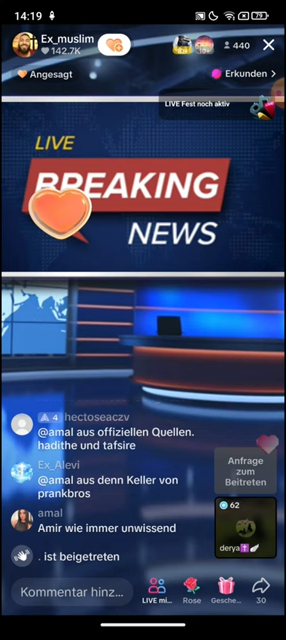 14:19
79
Ex_muslim
142.7K
440
Angesagt
Erkunden
LIVE Fest noch aktiv
LIVE
BREAKING
NEWS
4 hectoseaczv
@amal aus offiziellen Quellen.
hadithe und tafsire
Ex_Alevi
@amal aus denn Keller von
prankbros
amal
Amir wie immer unwissend
. ist beigetreten
Anfrage
zum
Beitreten
62
derya
Kommentar hinz...
LIVE mi...
Rose
Gesche...
30